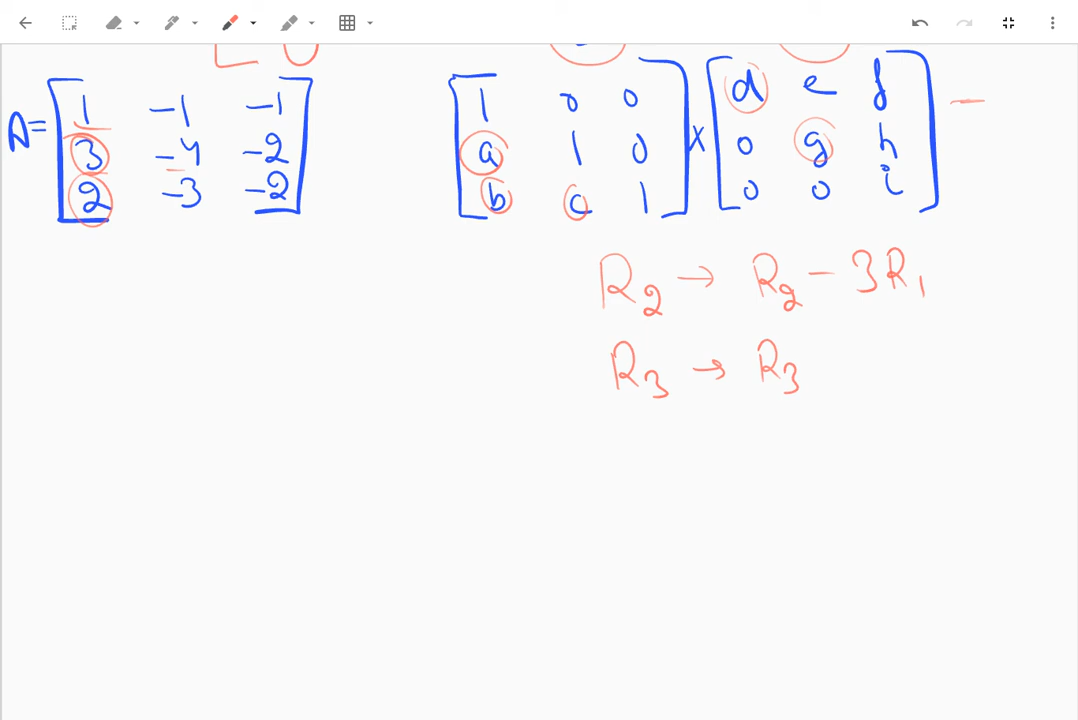 L U
A = [1 -1 -1
3 -4 -2
2 -3 -2]
[1 0 0
a 1 0
b c 1] × [d e f
0 g h
0 0 i] —
R₂ → R₂ - 3R₁
R₃ → R₃